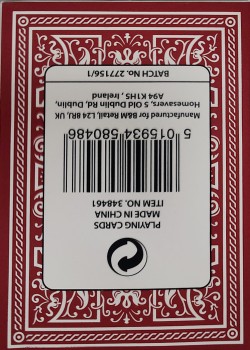 PLAYING CARDS
MADE IN CHINA
ITEM NO. 348461
5 015934 580486
Manufactured for B&M Retail, L24 8RJ, UK,
Homesavers, 5 Old Dublin Rd, Dublin,
A94 K1H5, Ireland
BATCH No. 277156/1